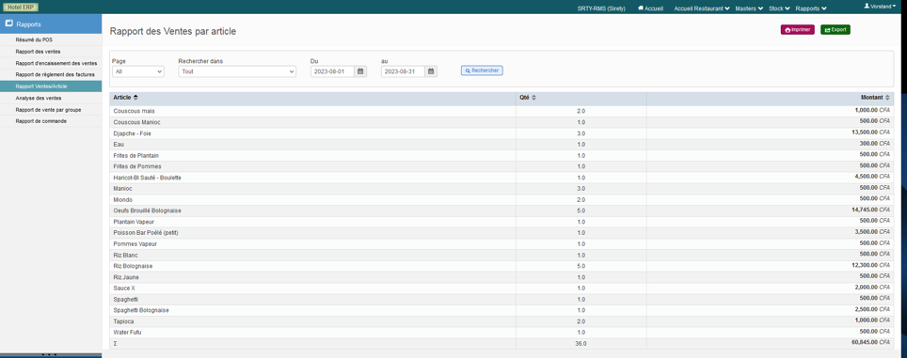 Hotel ERP
SRTY-RMS (Sirety) Accueil Accueil Restaurant Masters Stock Rapports
Rapports
Résumé du POS
Rapport des ventes
Rapport d'encaissement des ventes
Rapport de règlement des factures
Rapport Ventes/Article
Analyse des ventes
Rapport de vente par groupe
Rapport de commande
Rapport des Ventes par article
Imprimer Export
Page Rechercher dans Du au
All Tout 2023-08-01 2023-08-31 Rechercher
Article Qté Montant
Couscous maïs 2.0 1,000.00 CFA
Couscous Manioc 1.0 500.00 CFA
Djapche - Foie 3.0 13,500.00 CFA
Eau 1.0 300.00 CFA
Frites de Plantain 1.0 500.00 CFA
Frites de Pommes 1.0 500.00 CFA
Haricot-Bl Sauté - Boulette 1.0 4,500.00 CFA
Manioc 3.0 500.00 CFA
Mondo 2.0 500.00 CFA
Oeufs Brouillé Bolognaise 5.0 14,745.00 CFA
Plantain Vapeur 1.0 500.00 CFA
Poisson Bar Poêlé (petit) 1.0 3,500.00 CFA
Pommes Vapeur 1.0 500.00 CFA
Riz Blanc 1.0 500.00 CFA
Riz Bolognaise 5.0 12,300.00 CFA
Riz Jaune 1.0 500.00 CFA
Sauce X 1.0 2,000.00 CFA
Spaghetti 1.0 500.00 CFA
Spaghetti Bolognaise 1.0 2,500.00 CFA
Tapioca 2.0 1,000.00 CFA
Water Fufu 1.0 500.00 CFA
Σ 36.0 60,845.00 CFA